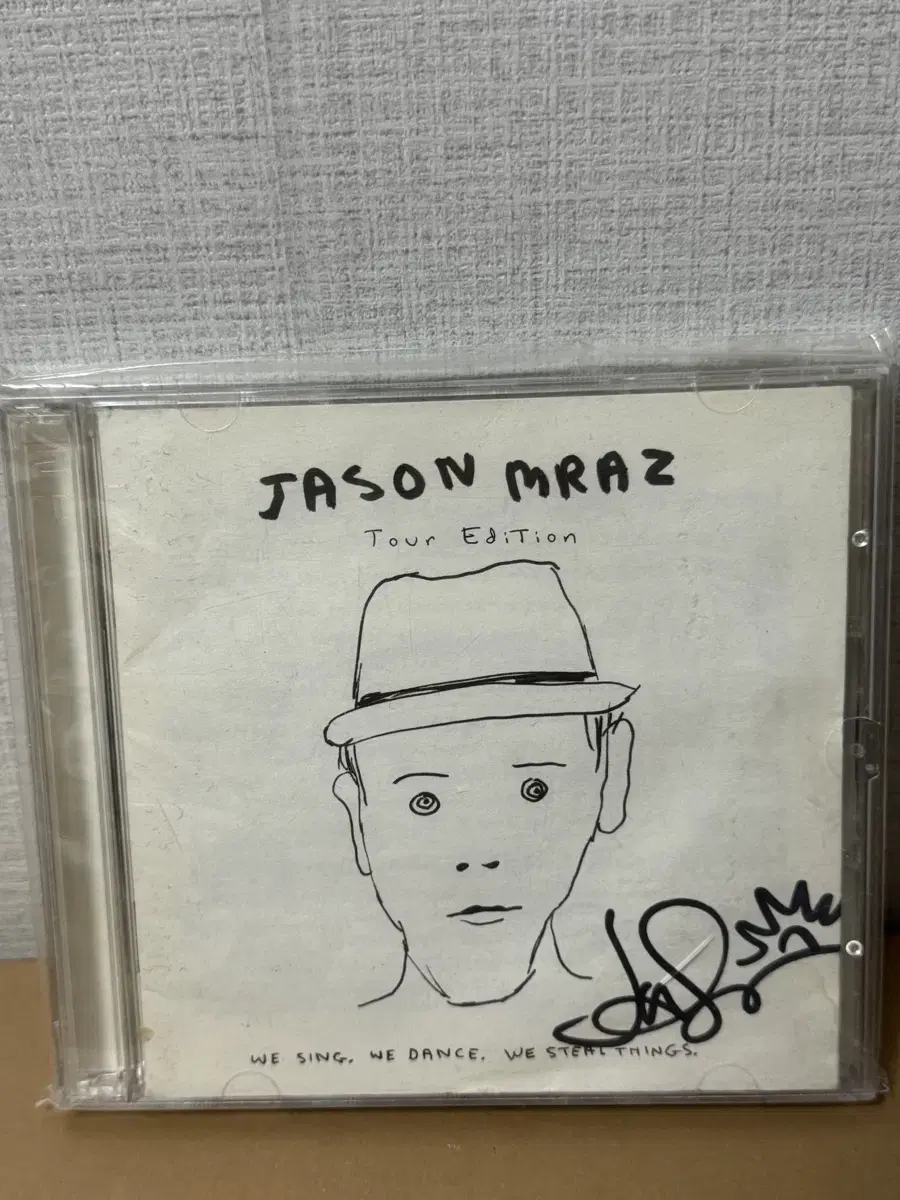 JASON MRAZ
Tour EdiTion
WE SING. WE DANCE. WE STEAL THINGS.